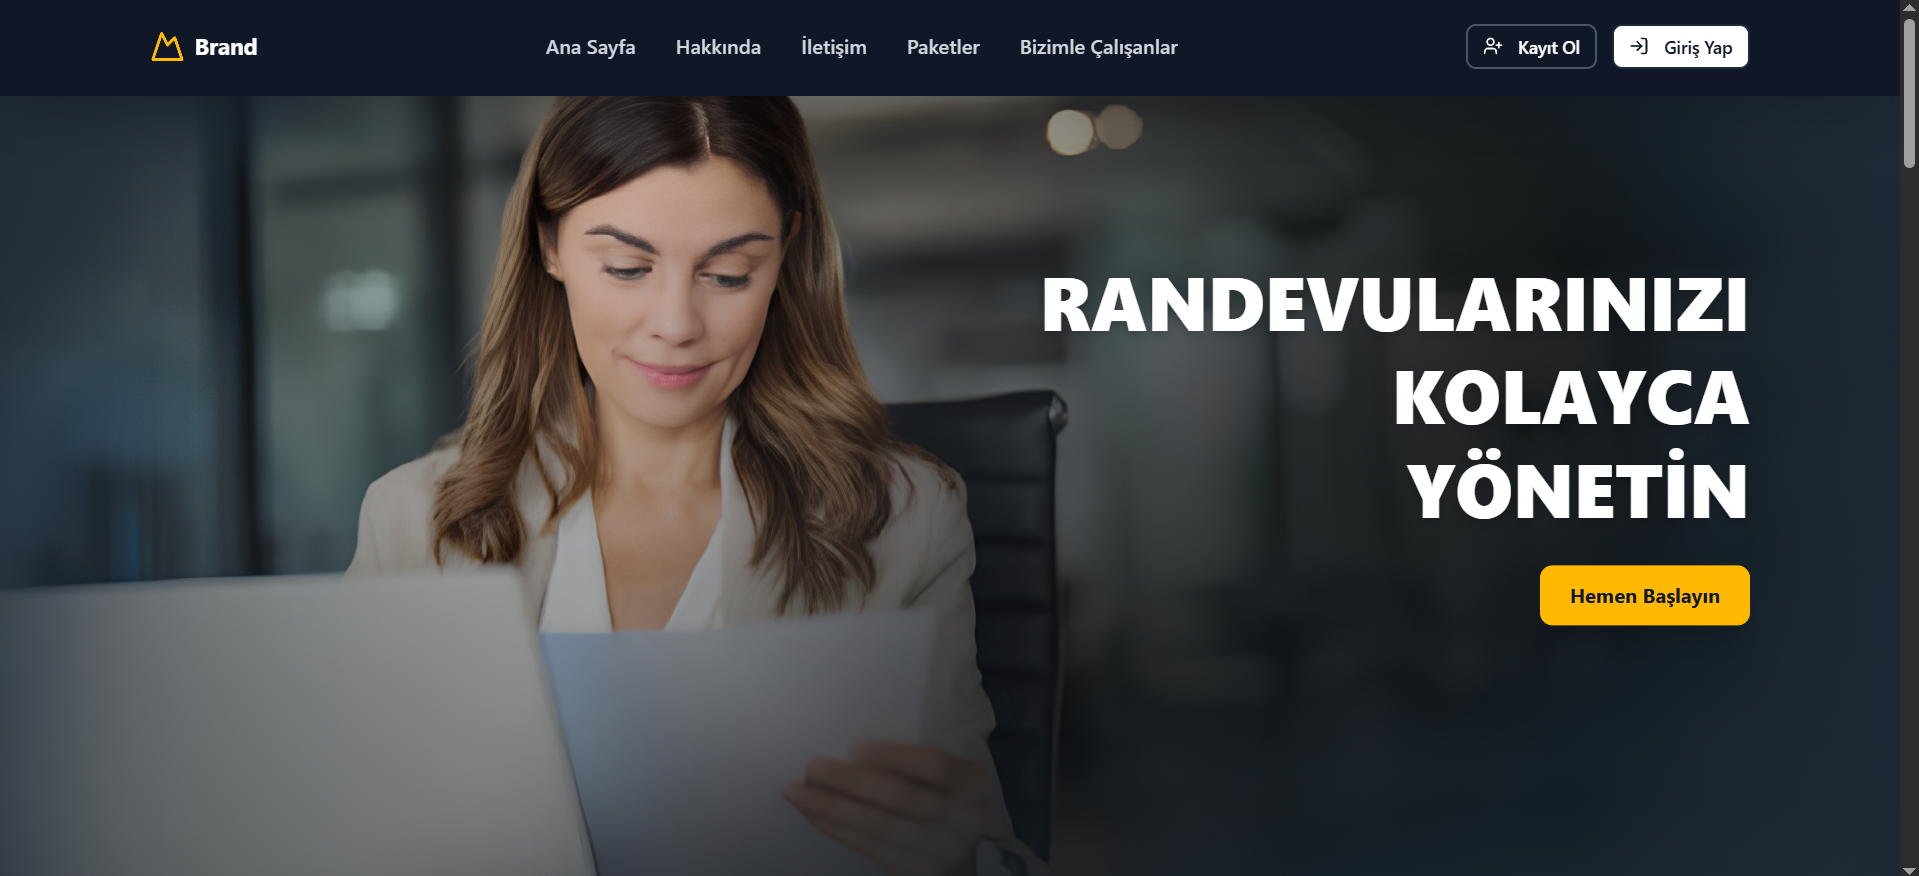 Brand
Ana Sayfa
Hakkında
İletişim
Paketler
Bizimle Çalışanlar
Kayıt Ol
Giriş Yap
RANDEVULARINIZI
KOLAYCA
YÖNETİN
Hemen Başlayın